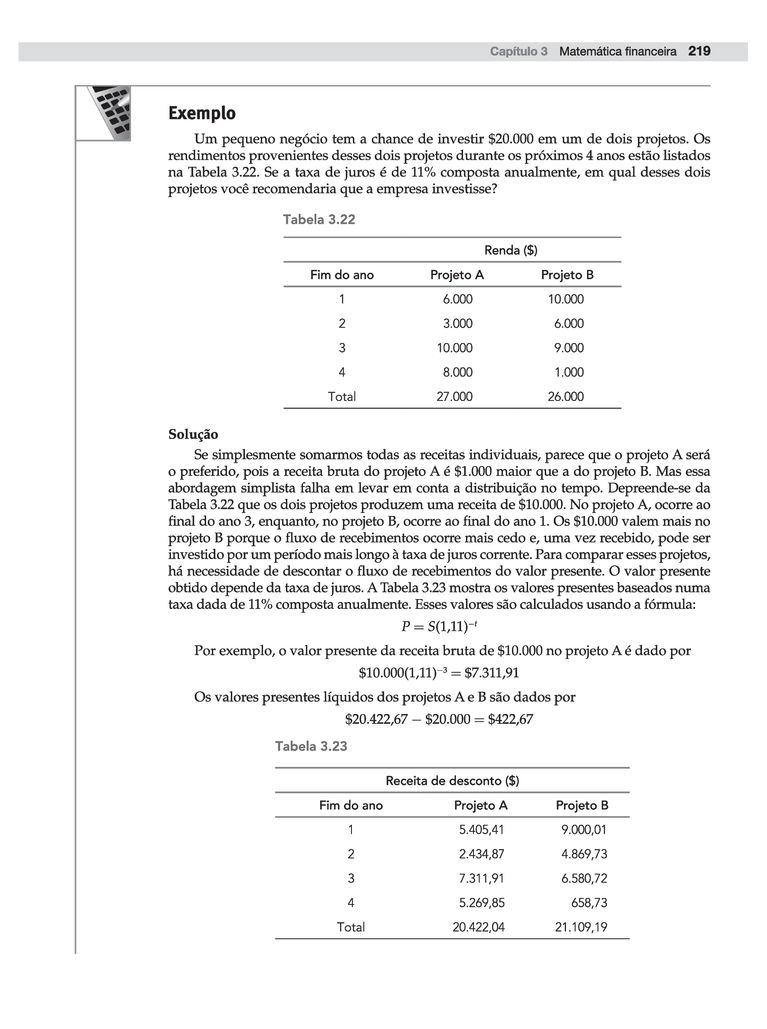 Capítulo 3 Matemática financeira 219
Exemplo
Um pequeno negócio tem a chance de investir $20.000 em um de dois projetos. Os
rendimentos provenientes desses dois projetos durante os próximos 4 anos estão listados
na Tabela 3.22. Se a taxa de juros é de 11% composta anualmente, em qual desses dois
projetos você recomendaria que a empresa investisse?
Tabela 3.22
Renda ($)
Fim do ano Projeto A Projeto B
1 6.000 10.000
2 3.000 6.000
3 10.000 9.000
4 8.000 1.000
Total 27.000 26.000
Solução
Se simplesmente somarmos todas as receitas individuais, parece que o projeto A será
o preferido, pois a receita bruta do projeto A é $1.000 maior que a do projeto B. Mas essa
abordagem simplista falha em levar em conta a distribuição no tempo. Depreende-se da
Tabela 3.22 que os dois projetos produzem uma receita de $10.000. No projeto A, ocorre ao
final do ano 3, enquanto, no projeto B, ocorre ao final do ano 1. Os $10.000 valem mais no
projeto B porque o fluxo de recebimentos ocorre mais cedo e, uma vez recebido, pode ser
investido por um período mais longo à taxa de juros corrente. Para comparar esses projetos,
há necessidade de descontar o fluxo de recebimentos do valor presente. O valor presente
obtido depende da taxa de juros. A Tabela 3.23 mostra os valores presentes baseados numa
taxa dada de 11% composta anualmente. Esses valores são calculados usando a fórmula:
P = S(1,11)⁻ᵗ
Por exemplo, o valor presente da receita bruta de $10.000 no projeto A é dado por
$10.000(1,11)⁻³ = $7.311,91
Os valores presentes líquidos dos projetos A e B são dados por
$20.422,67 − $20.000 = $422,67
Tabela 3.23
Receita de desconto ($)
Fim do ano Projeto A Projeto B
1 5.405,41 9.000,01
2 2.434,87 4.869,73
3 7.311,91 6.580,72
4 5.269,85 658,73
Total 20.422,04 21.109,19